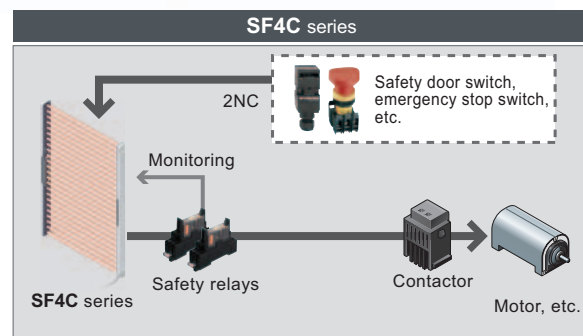 SF4C series
2NC
Safety door switch,
emergency stop switch,
etc.
Monitoring
Safety relays
SF4C series
Contactor
Motor, etc.